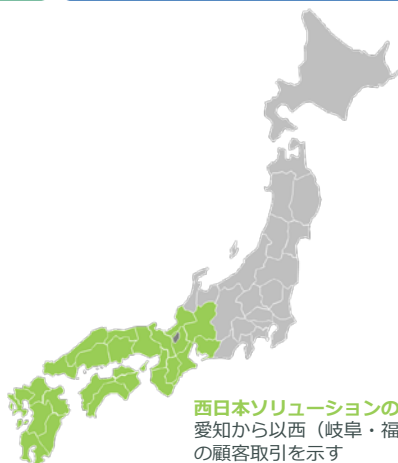 西日本ソリューションの
愛知から以西（岐阜・福
の顧客取引を示す